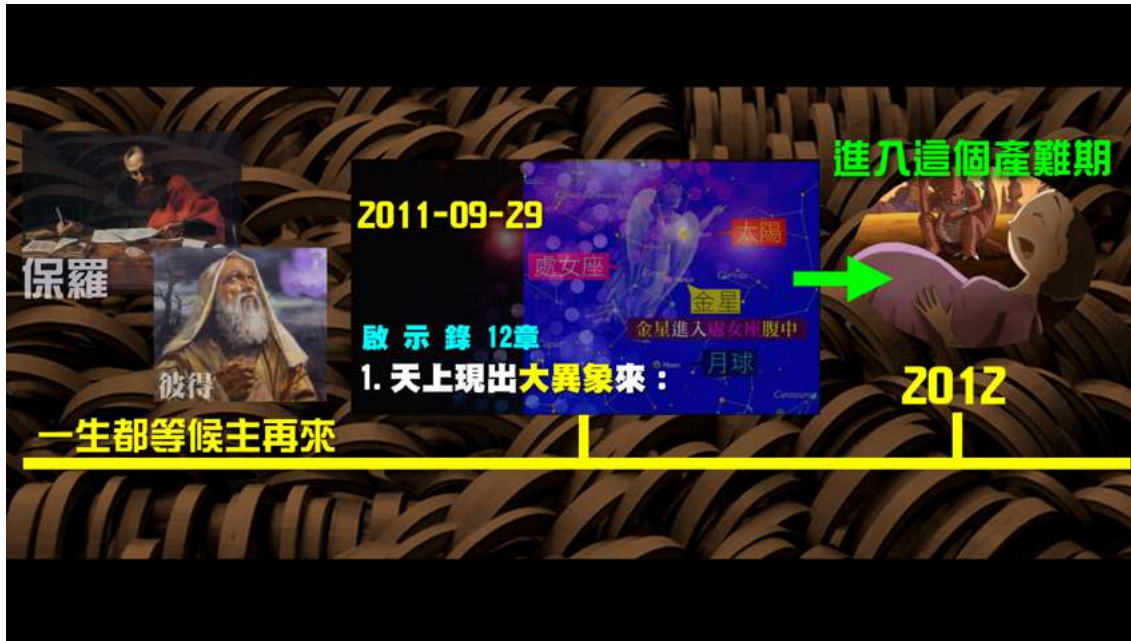 保羅
彼得
一生都等候主再來
2011-09-29
太陽
處女座
金星
金星進入處女座腹中
月球
啟示錄 12章
1. 天上現出大異象來：
進入這個產難期
2012